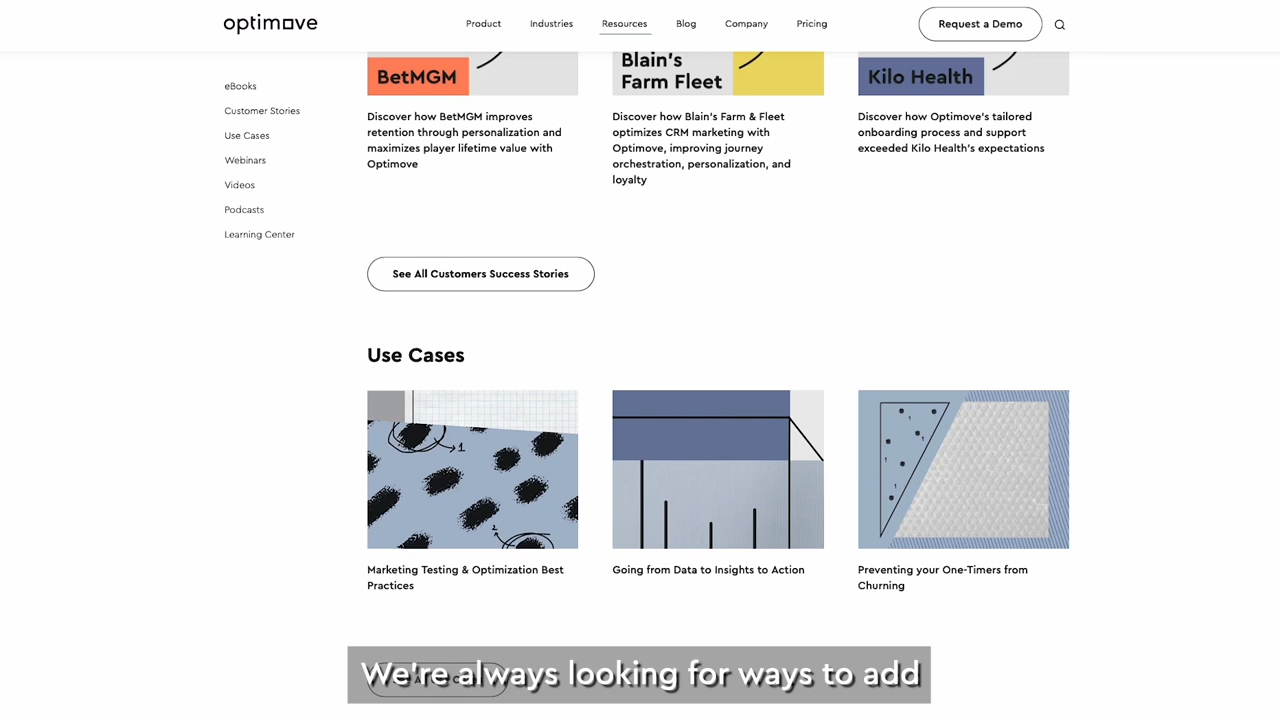 optimove
Product
Industries
Resources
Blog
Company
Pricing
Request a Demo
eBooks
Customer Stories
Use Cases
Webinars
Videos
Podcasts
Learning Center
BetMGM
Blain's
Farm Fleet
Kilo Health
Discover how BetMGM improves
retention through personalization and
maximizes player lifetime value with
Optimove
Discover how Blain's Farm & Fleet
optimizes CRM marketing with
Optimove, improving journey
orchestration, personalization, and
loyalty
Discover how Optimove's tailored
onboarding process and support
exceeded Kilo Health's expectations
See All Customers Success Stories
Use Cases
1
2
1
1
1
Marketing Testing & Optimization Best
Practices
Going from Data to Insights to Action
Preventing your One-Timers from
Churning
We're always looking for ways to add